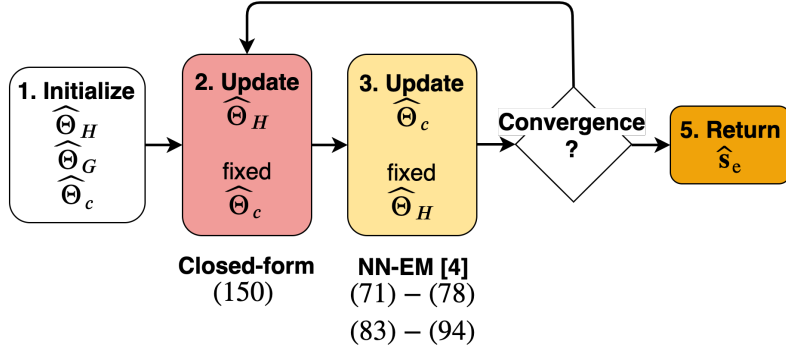 1. Initialize
Θ̂_H
Θ̂_G
Θ̂_c
2. Update
Θ̂_H
fixed
Θ̂_c
Closed-form
(150)
3. Update
Θ̂_c
fixed
Θ̂_H
NN-EM [4]
(71) − (78)
(83) − (94)
Convergence
?
5. Return
ŝ_e